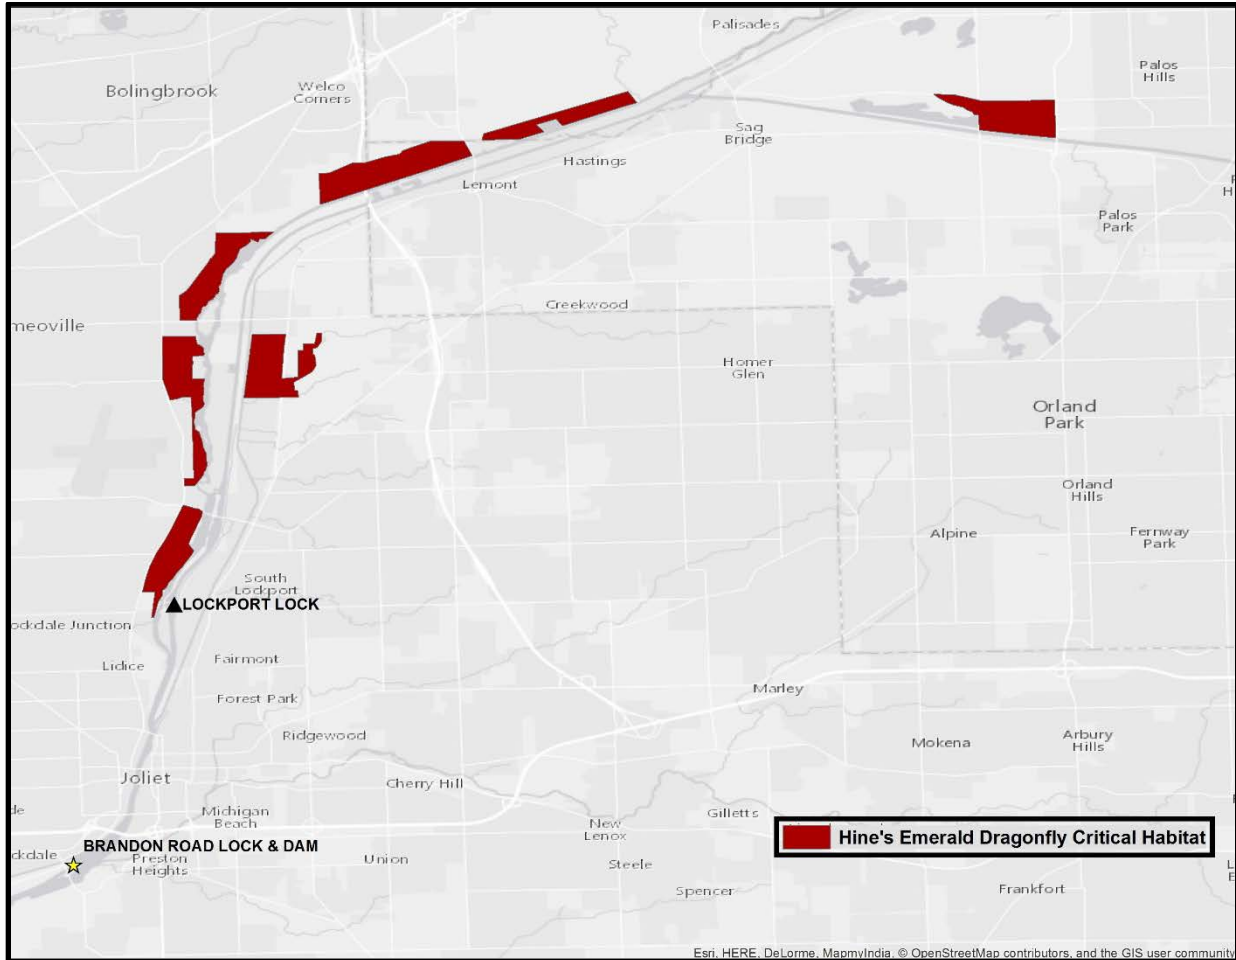 Palisades
Bolingbrook
Welco
Corners
Palos
Hills
Sag
Bridge
Hastings
Lemont
Palos
Park
Creekwood
meoville
Homer
Glen
Orland
Park
Orland
Hills
Alpine
Fernway
Park
South
Lockport
LOCKPORT LOCK
ockdale Junction
Lidice
Fairmont
Forest Park
Marley
Ridgewood
Mokena
Arbury
Hills
Joliet
Cherry Hill
Michigan
Beach
Gilletts
New
Lenox
Hine's Emerald Dragonfly Critical Habitat
BRANDON ROAD LOCK & DAM
ckdale
Preston
Heights
Union
Steele
Spencer
Frankfort
Esri, HERE, DeLorme, MapmyIndia, © OpenStreetMap contributors, and the GIS user community